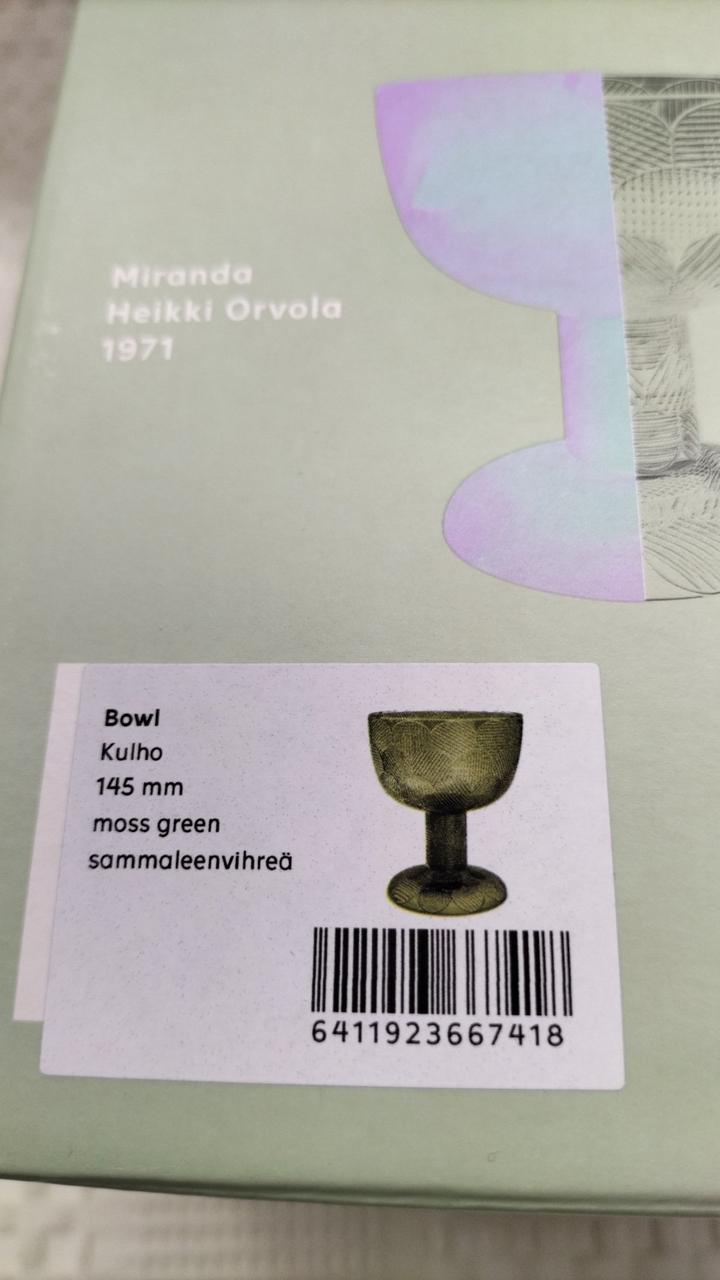 Miranda
Heikki Orvola
1971
Bowl
Kulho
145 mm
moss green
sammaleenvihreä
6411923667418